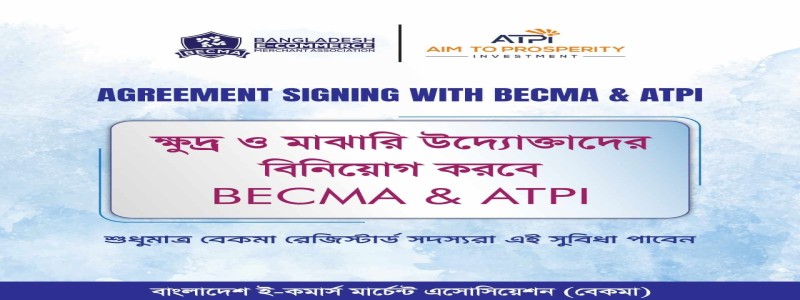 BECMA
BANGLADESH
E-COMMERCE
MERCHANT ASSOCIATION
ATPI
AIM TO PROSPERITY
INVESTMENT
AGREEMENT SIGNING WITH BECMA & ATPI
ক্ষুদ্র ও মাঝারি উদ্যোক্তাদের
বিনিয়োগ করবে
BECMA & ATPI
শুধুমাত্র বেকমা রেজিস্টার্ড সদস্যরা এই সুবিধা পাবেন
বাংলাদেশ ই-কমার্স মার্চেন্ট এসোসিয়েশন (বেকমা)